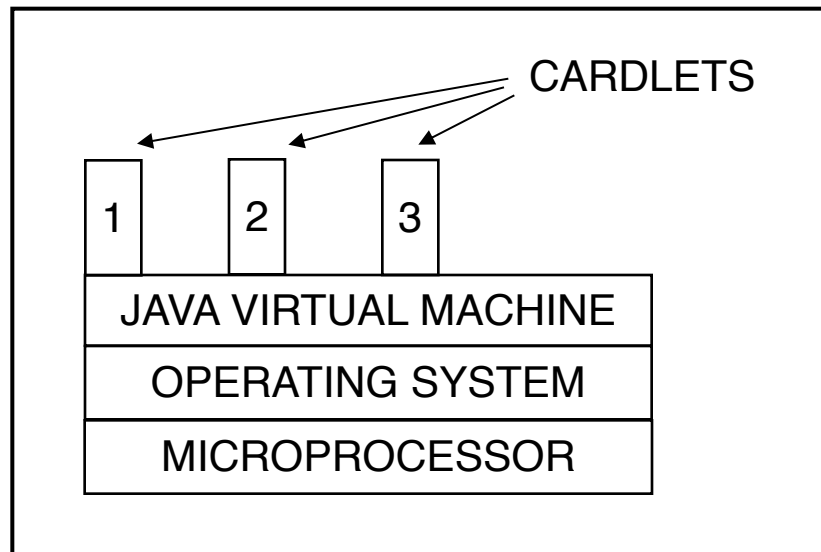 CARDLETS
1 2 3
JAVA VIRTUAL MACHINE
OPERATING SYSTEM
MICROPROCESSOR